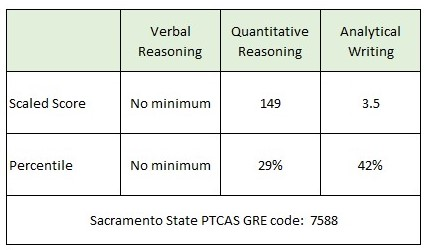 Verbal Reasoning
Quantitative Reasoning
Analytical Writing
Scaled Score No minimum 149 3.5
Percentile No minimum 29% 42%
Sacramento State PTCAS GRE code: 7588